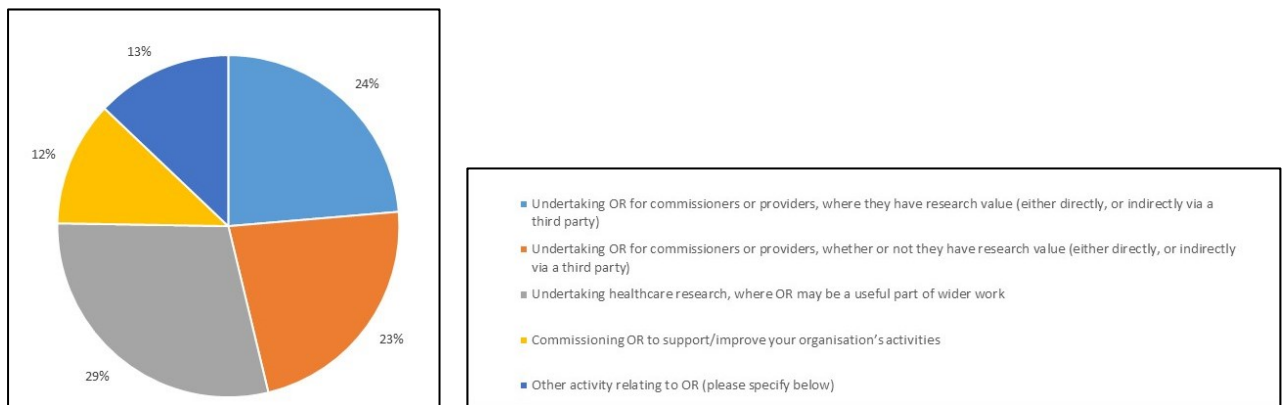 13%
24%
12%
29%
23%
Undertaking OR for commissioners or providers, where they have research value (either directly, or indirectly via a
third party)
Undertaking OR for commissioners or providers, whether or not they have research value (either directly, or indirectly
via a third party)
Undertaking healthcare research, where OR may be a useful part of wider work
Commissioning OR to support/improve your organisation's activities
Other activity relating to OR (please specify below)